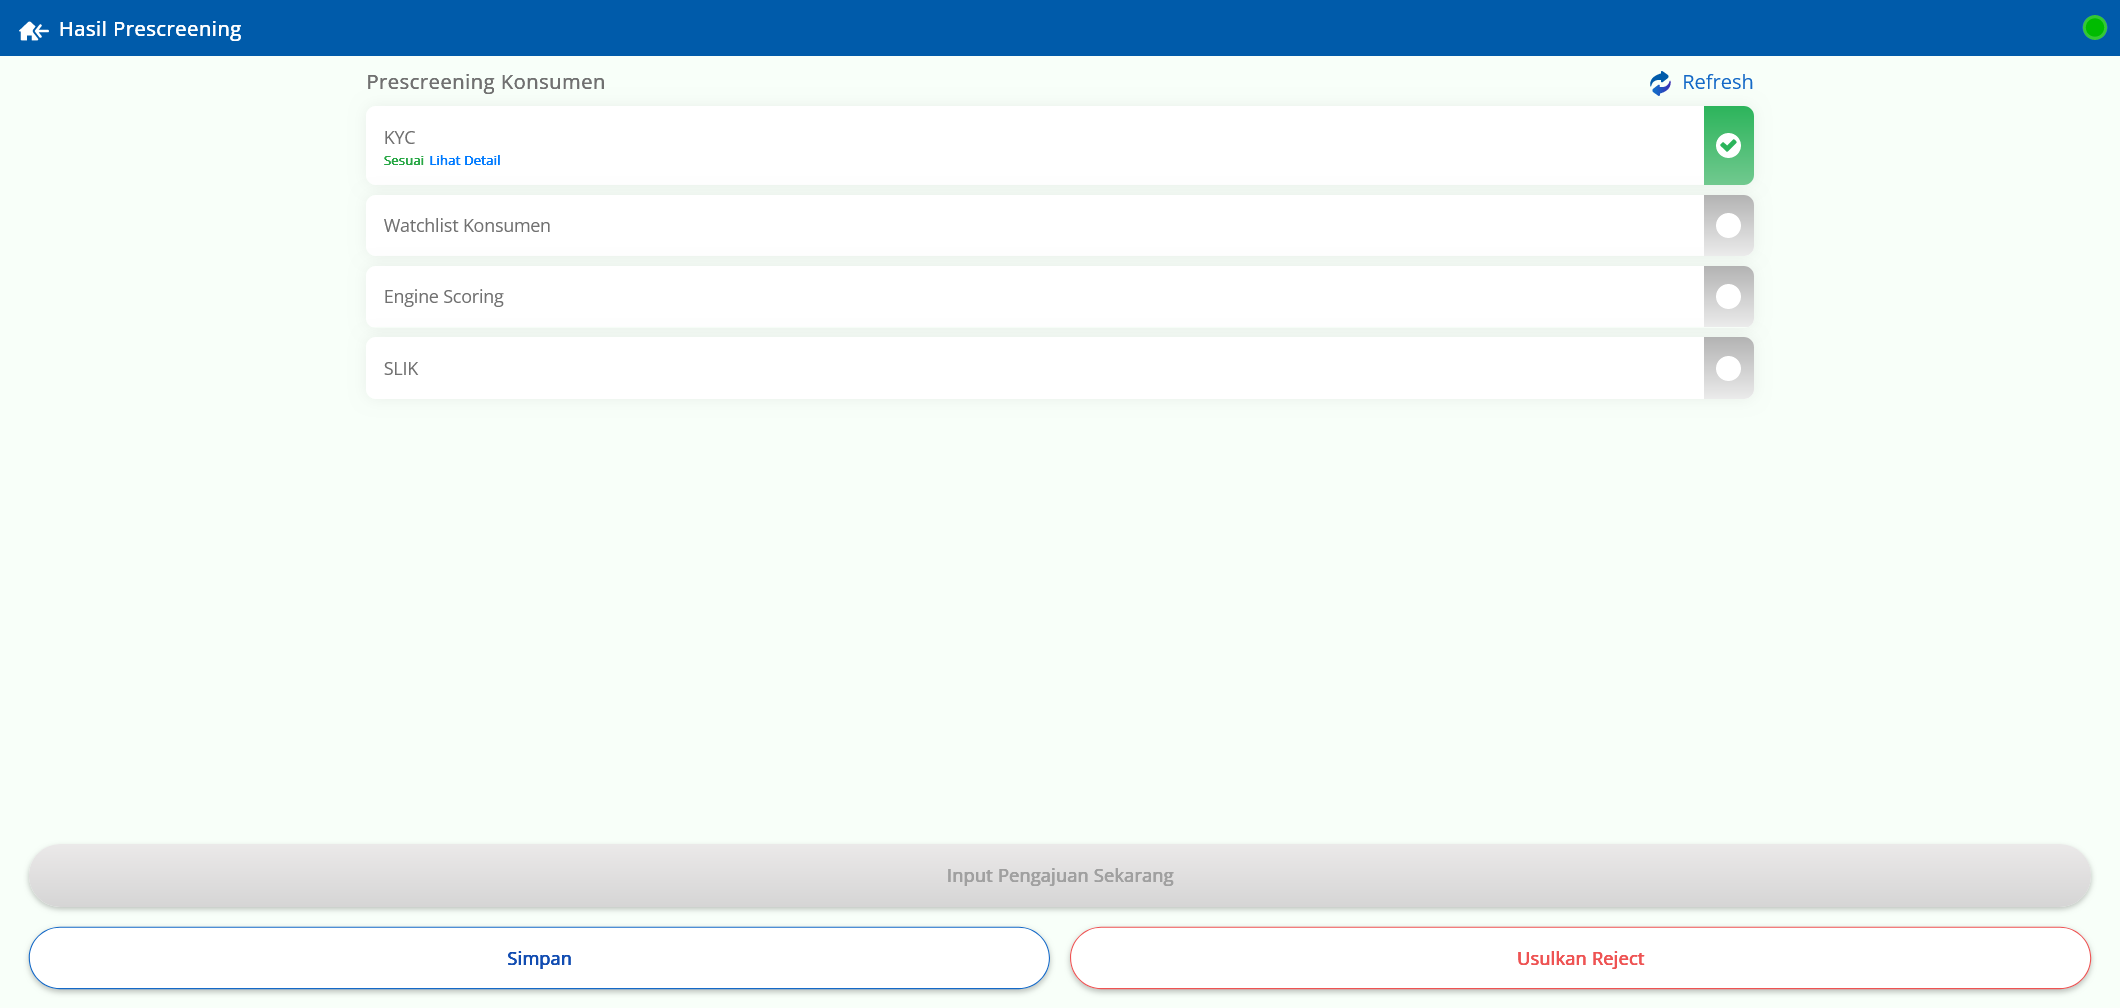 Hasil Prescreening
Prescreening Konsumen
Refresh
KYC
Sesuai Lihat Detail
Watchlist Konsumen
Engine Scoring
SLIK
Input Pengajuan Sekarang
Simpan
Usulkan Reject